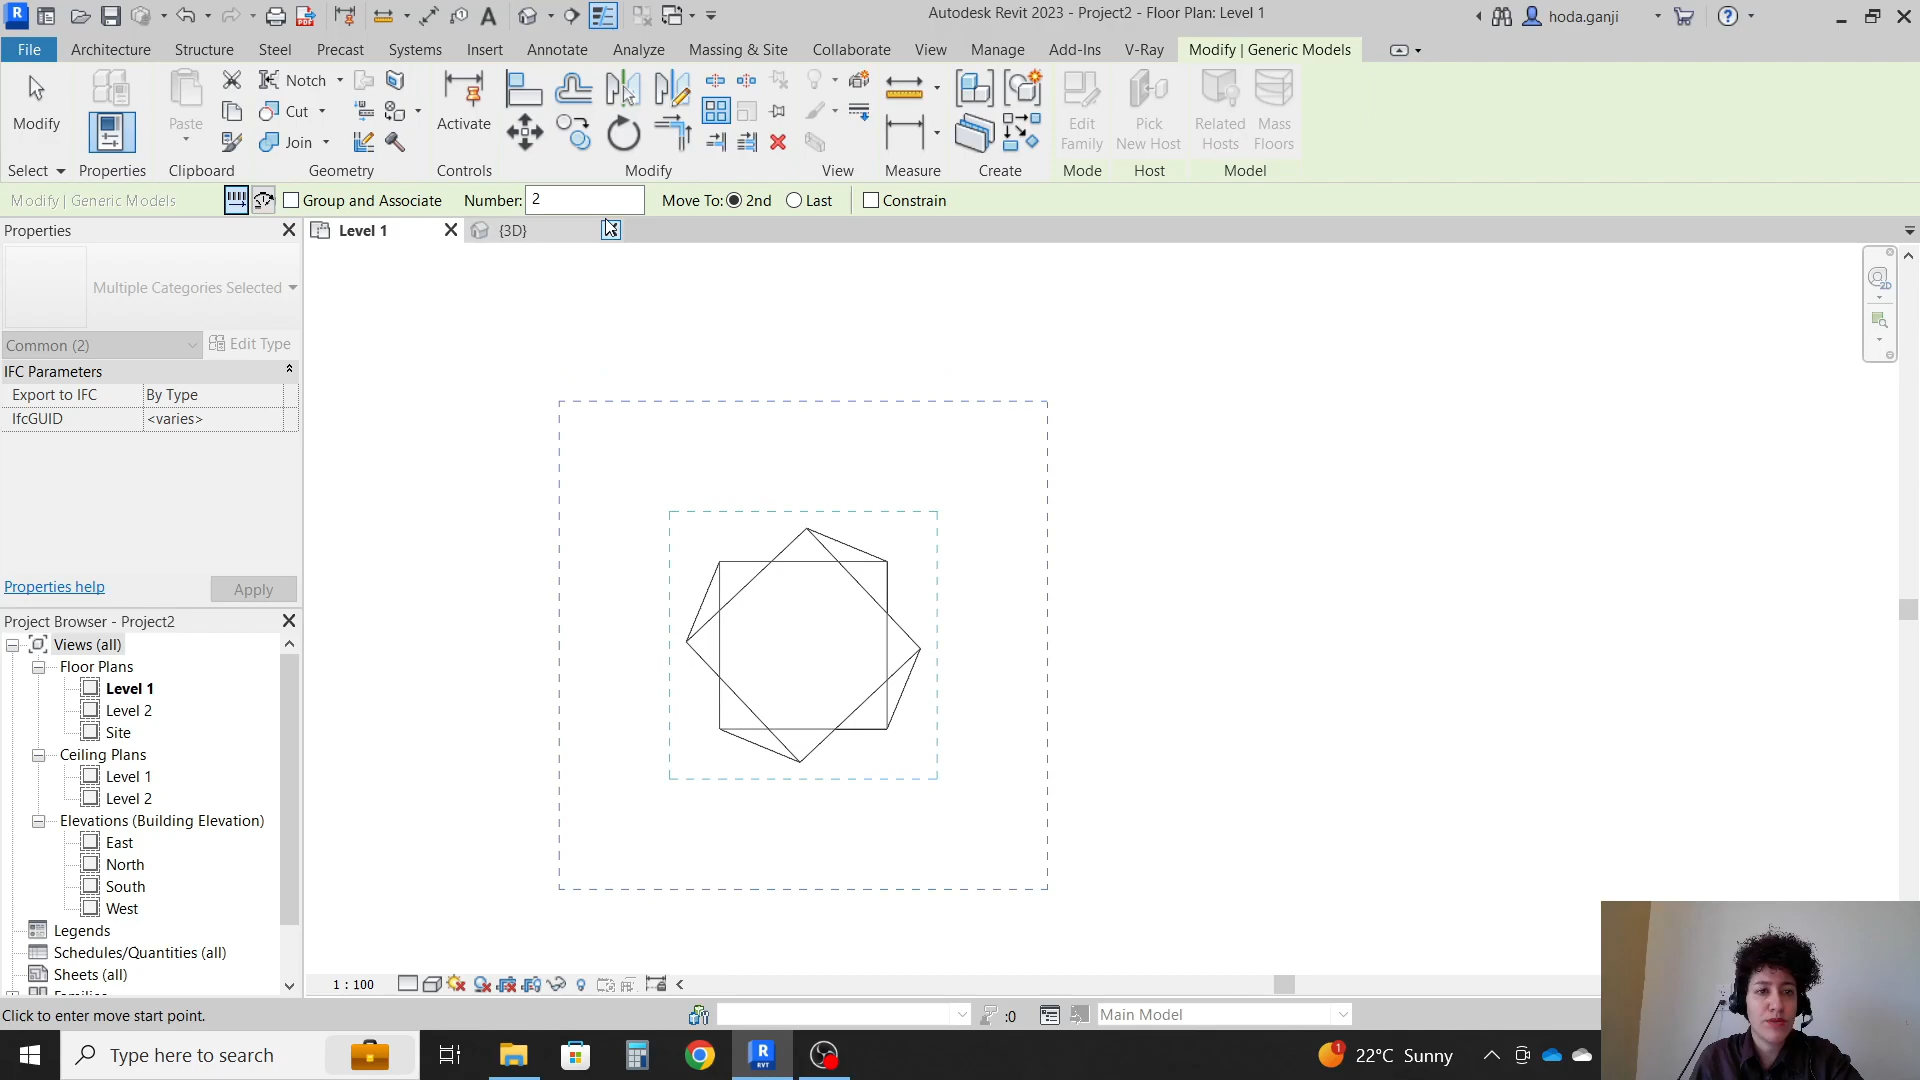 Autodesk Revit 2023 - Project2 - Floor Plan: Level 1
hoda.ganji
File Architecture Structure Steel Precast Systems Insert Annotate Analyze Massing & Site Collaborate View Manage Add-Ins V-Ray Modify | Generic Models
Modify
Paste
Notch
Cut
Join
Activate
Edit Family
Pick New Host
Related Hosts
Mass Floors
Select Properties Clipboard Geometry Controls Modify View Measure Create Mode Host Model
Modify | Generic Models Group and Associate Number: 2 Move To: 2nd Last Constrain
Properties
Level 1
{3D}
Multiple Categories Selected
Common (2) Edit Type
IFC Parameters
Export to IFC By Type
IfcGUID <varies>
Properties help Apply
Project Browser - Project2
Views (all)
Floor Plans
Level 1
Level 2
Site
Ceiling Plans
Level 1
Level 2
Elevations (Building Elevation)
East
North
South
West
Legends
Schedules/Quantities (all)
Sheets (all)
1 : 100
2D
Click to enter move start point.
:0
Main Model
Type here to search
R
RVT
1
22°C Sunny